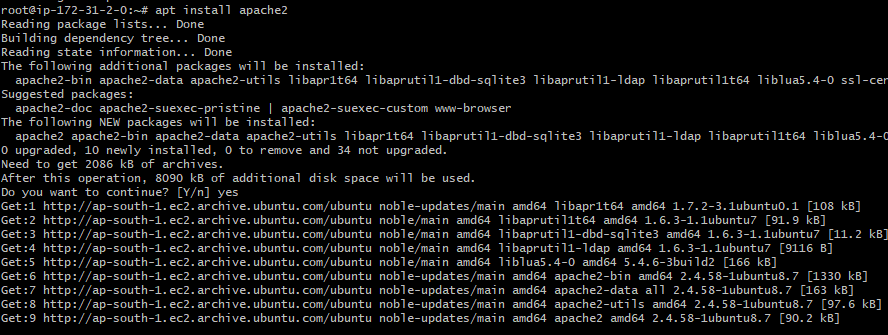 root@ip-172-31-2-0:~# apt install apache2
Reading package lists... Done
Building dependency tree... Done
Reading state information... Done
The following additional packages will be installed:
  apache2-bin apache2-data apache2-utils libapr1t64 libaprutil1-dbd-sqlite3 libaprutil1-ldap libaprutil1t64 liblua5.4-0 ssl-cer
Suggested packages:
  apache2-doc apache2-suexec-pristine | apache2-suexec-custom www-browser
The following NEW packages will be installed:
  apache2 apache2-bin apache2-data apache2-utils libapr1t64 libaprutil1-dbd-sqlite3 libaprutil1-ldap libaprutil1t64 liblua5.4-0
0 upgraded, 10 newly installed, 0 to remove and 34 not upgraded.
Need to get 2086 kB of archives.
After this operation, 8090 kB of additional disk space will be used.
Do you want to continue? [Y/n] yes
Get:1 http://ap-south-1.ec2.archive.ubuntu.com/ubuntu noble-updates/main amd64 libapr1t64 amd64 1.7.2-3.1ubuntu0.1 [108 kB]
Get:2 http://ap-south-1.ec2.archive.ubuntu.com/ubuntu noble/main amd64 libaprutil1t64 amd64 1.6.3-1.1ubuntu7 [91.9 kB]
Get:3 http://ap-south-1.ec2.archive.ubuntu.com/ubuntu noble/main amd64 libaprutil1-dbd-sqlite3 amd64 1.6.3-1.1ubuntu7 [11.2 kB]
Get:4 http://ap-south-1.ec2.archive.ubuntu.com/ubuntu noble/main amd64 libaprutil1-ldap amd64 1.6.3-1.1ubuntu7 [9116 B]
Get:5 http://ap-south-1.ec2.archive.ubuntu.com/ubuntu noble/main amd64 liblua5.4-0 amd64 5.4.6-3build2 [166 kB]
Get:6 http://ap-south-1.ec2.archive.ubuntu.com/ubuntu noble-updates/main amd64 apache2-bin amd64 2.4.58-1ubuntu8.7 [1330 kB]
Get:7 http://ap-south-1.ec2.archive.ubuntu.com/ubuntu noble-updates/main amd64 apache2-data all 2.4.58-1ubuntu8.7 [163 kB]
Get:8 http://ap-south-1.ec2.archive.ubuntu.com/ubuntu noble-updates/main amd64 apache2-utils amd64 2.4.58-1ubuntu8.7 [97.6 kB]
Get:9 http://ap-south-1.ec2.archive.ubuntu.com/ubuntu noble-updates/main amd64 apache2 amd64 2.4.58-1ubuntu8.7 [90.2 kB]